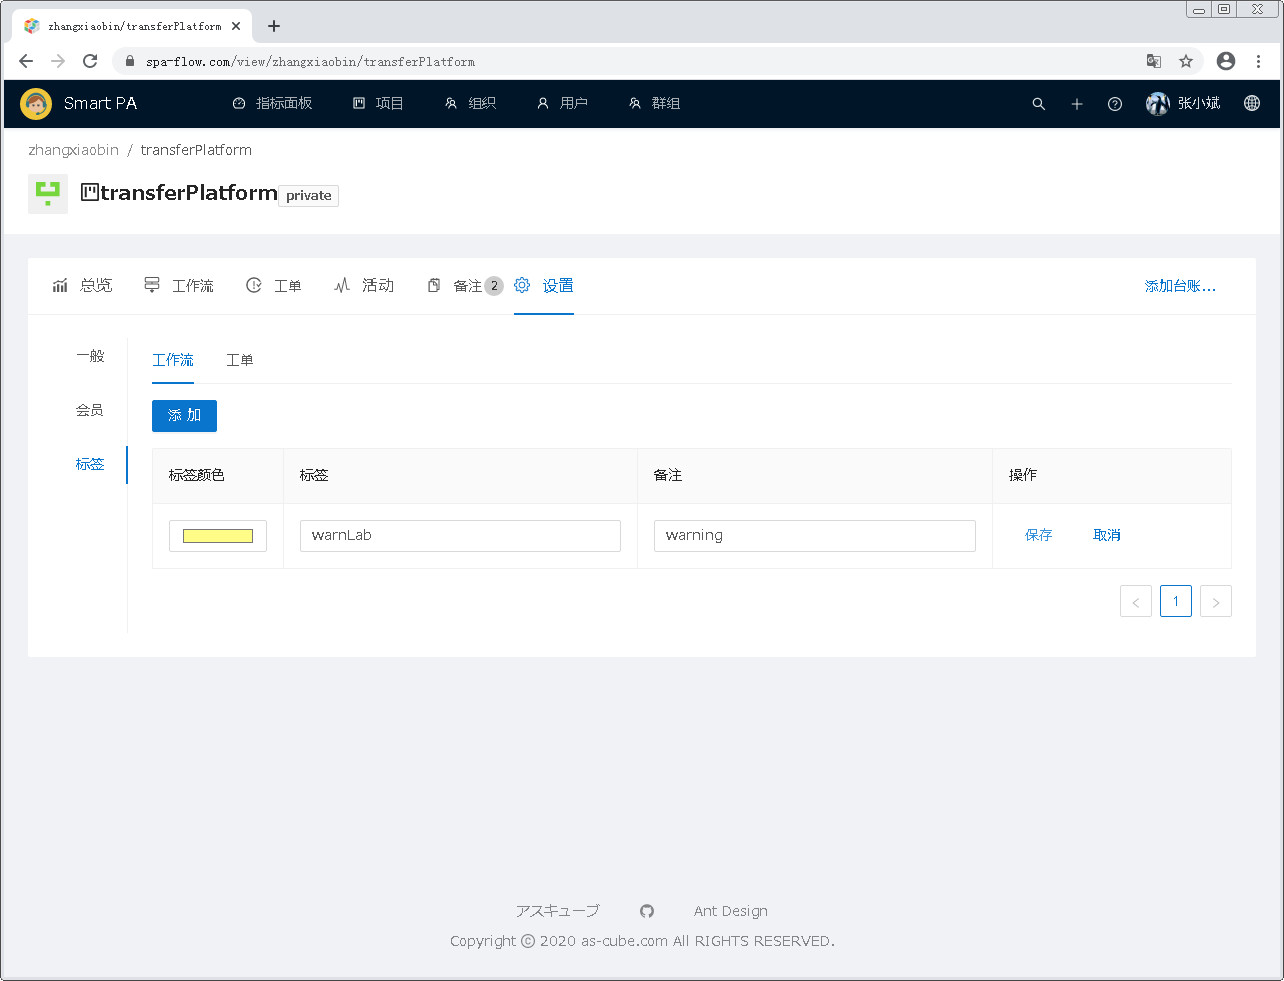 zhangxiaobin/transferPlatform
spa-flow.com/view/zhangxiaobin/transferPlatform
Smart PA 指标面板 项目 组织 用户 群组 张小斌
zhangxiaobin / transferPlatform
transferPlatform private
总览 工作流 工单 活动 备注 2 设置 添加台账...
一般
会员
标签
工作流 工单
添 加
标签颜色 标签 备注 操作
warnLab warning 保存 取消
< 1 >
アスキューブ Ant Design
Copyright © 2020 as-cube.com All RIGHTS RESERVED.